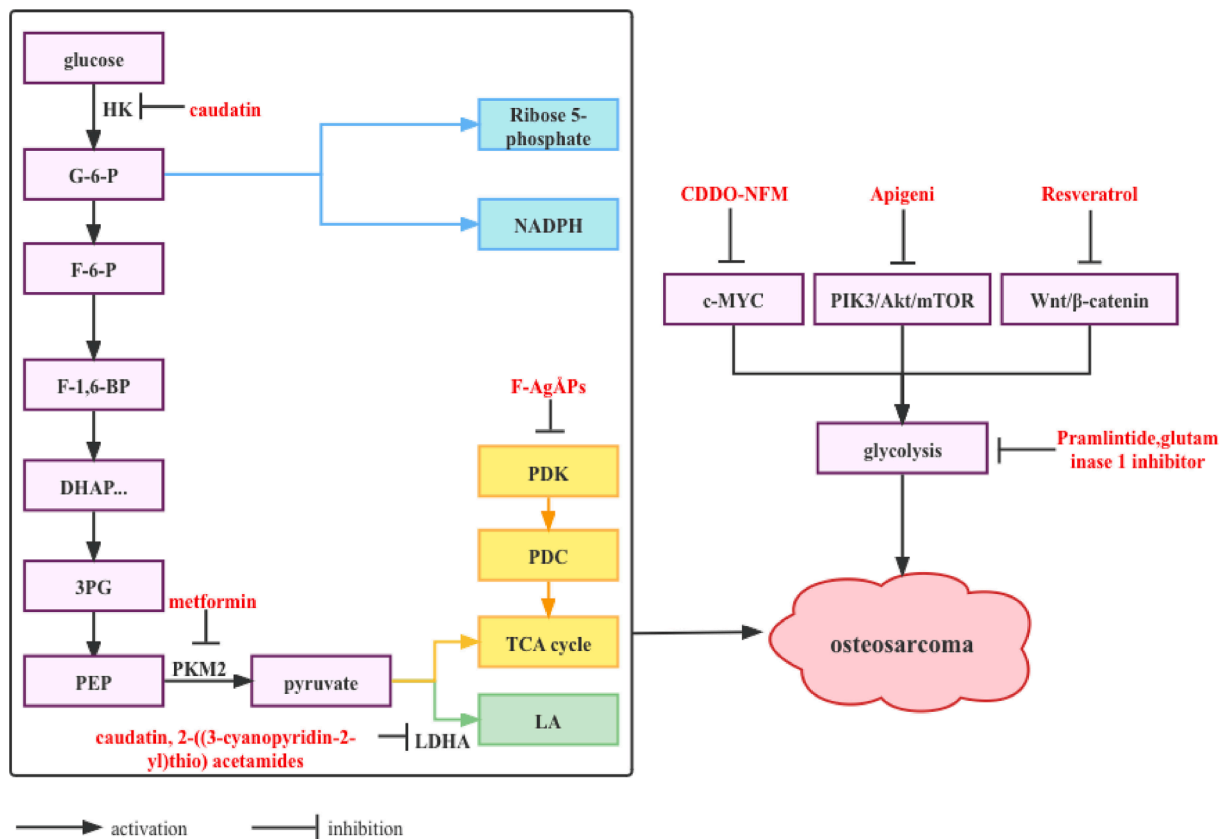 glucose
HK
caudatin
G-6-P
Ribose 5-
phosphate
NADPH
F-6-P
F-1,6-BP
DHAP...
3PG
metformin
PEP
PKM2
pyruvate
F-AgÅPs
PDK
PDC
TCA cycle
LA
LDHA
caudatin, 2-((3-cyanopyridin-2-
yl)thio) acetamides
CDDO-NFM
Apigeni
Resveratrol
c-MYC
PIK3/Akt/mTOR
Wnt/β-catenin
glycolysis
Pramlintide,glutam
inase 1 inhibitor
osteosarcoma
activation
inhibition